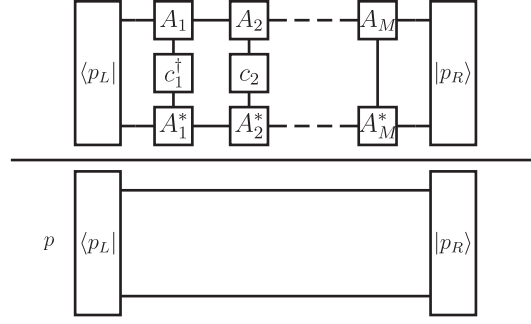 ⟨p_L| A_1 A_2 A_M |p_R⟩
c_1^† c_2
A_1^* A_2^* A_M^*
p ⟨p_L| |p_R⟩